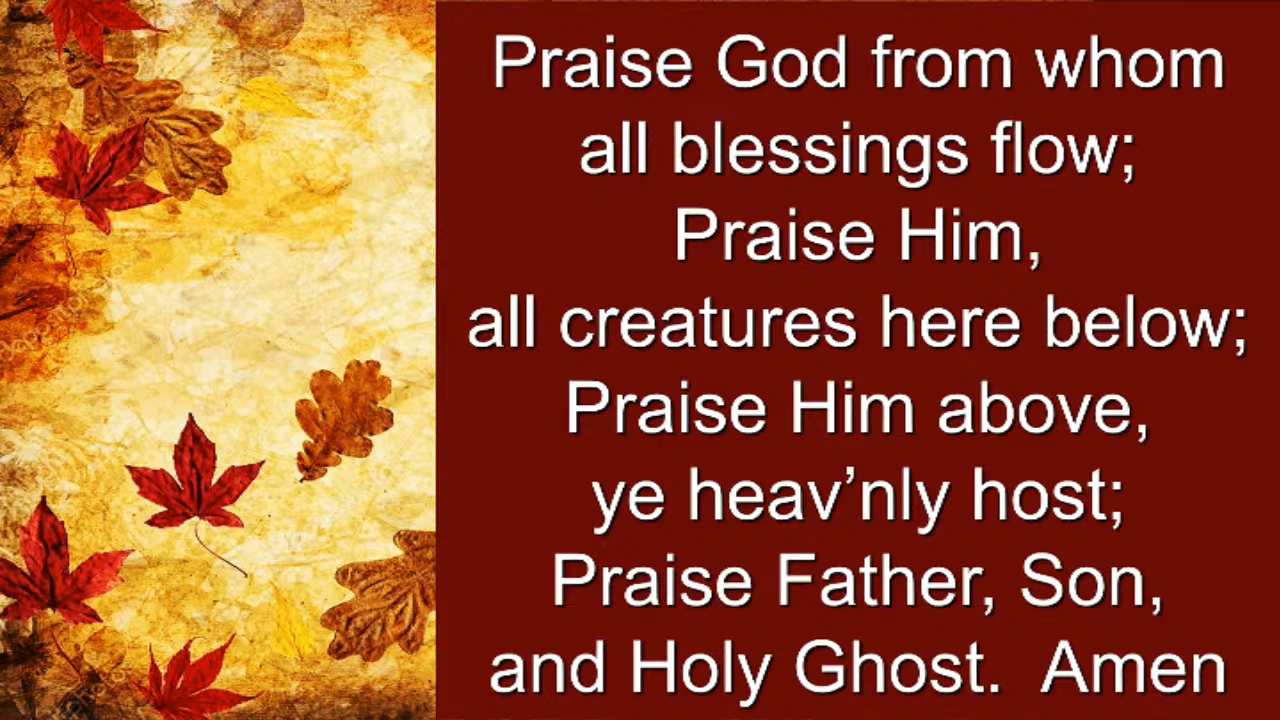 Praise God from whom
all blessings flow;
Praise Him,
all creatures here below;
Praise Him above,
ye heav’nly host;
Praise Father, Son,
and Holy Ghost.  Amen